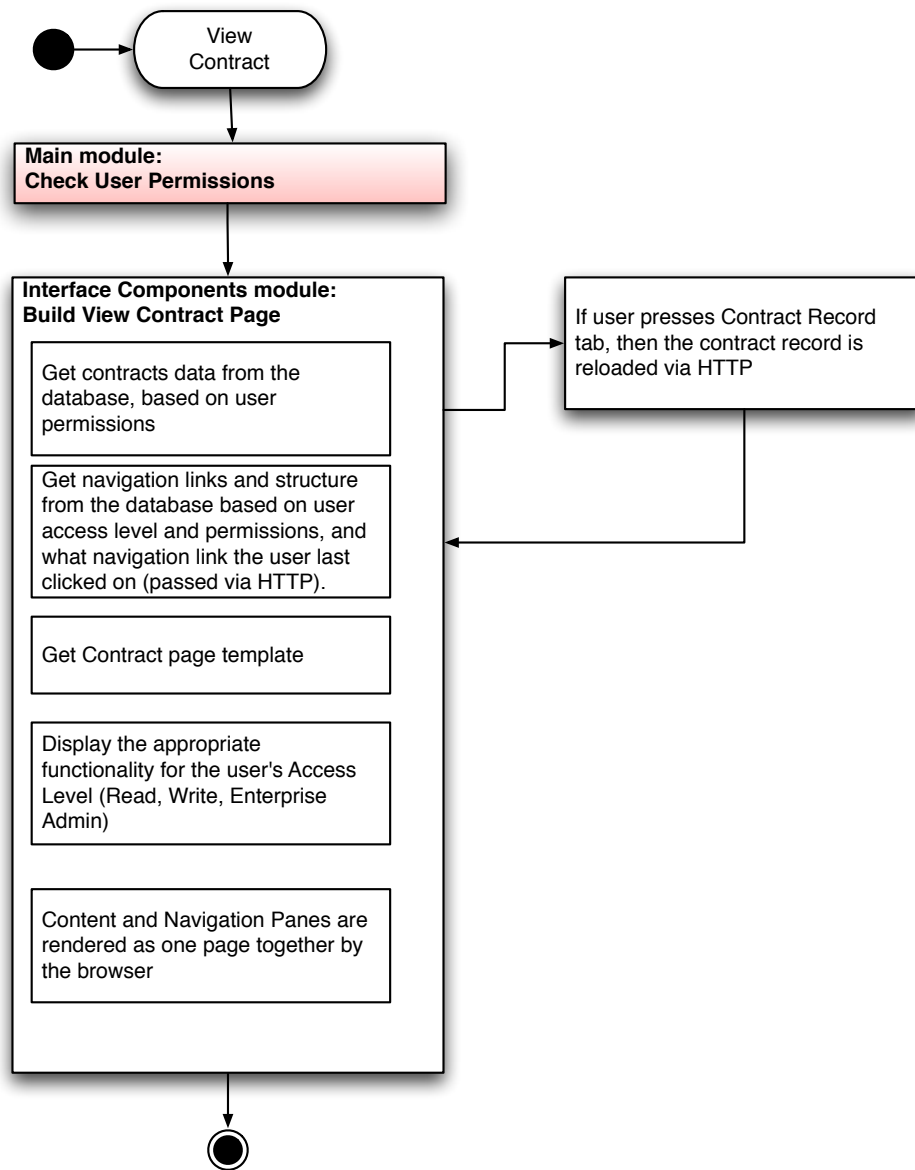 View
Contract
Main module:
Check User Permissions
Interface Components module:
Build View Contract Page
Get contracts data from the
database, based on user
permissions
Get navigation links and structure
from the database based on user
access level and permissions, and
what navigation link the user last
clicked on (passed via HTTP).
Get Contract page template
Display the appropriate
functionality for the user's Access
Level (Read, Write, Enterprise
Admin)
Content and Navigation Panes are
rendered as one page together by
the browser
If user presses Contract Record
tab, then the contract record is
reloaded via HTTP